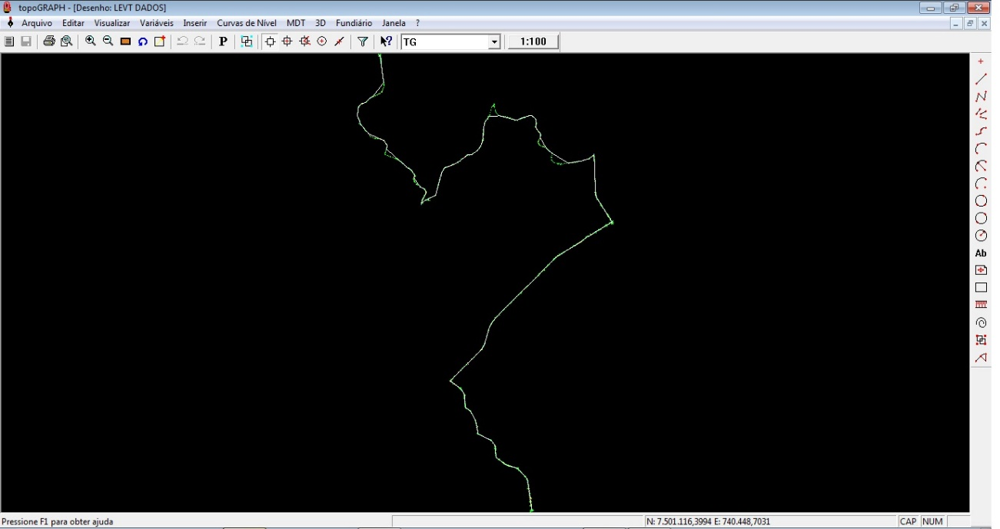 topoGRAPH - [Desenho: LEVT DADOS]
Arquivo Editar Visualizar Variáveis Inserir Curvas de Nível MDT 3D Fundiário Janela ?
P TG 1:100
Ab
Pressione F1 para obter ajuda N: 7.501.116,3994 E: 740.448,7031 CAP NUM